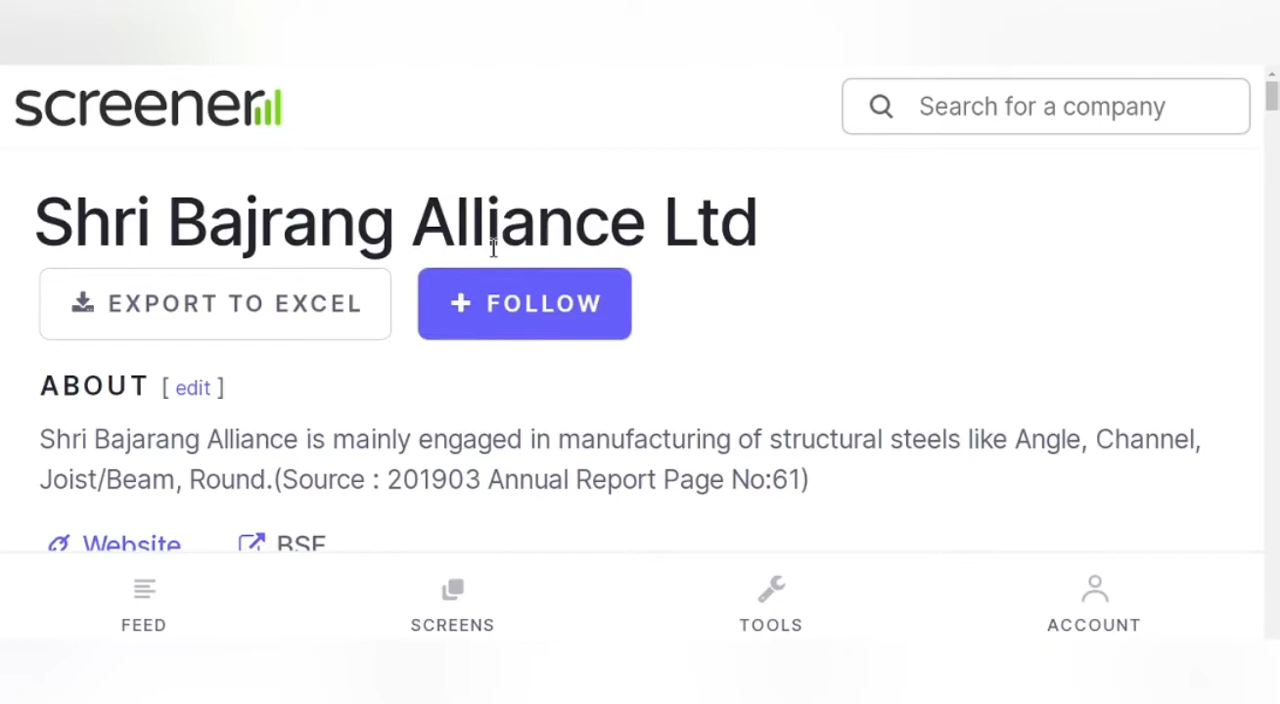 screener
Search for a company
Shri Bajrang Alliance Ltd
EXPORT TO EXCEL
+ FOLLOW
ABOUT [ edit ]
Shri Bajarang Alliance is mainly engaged in manufacturing of structural steels like Angle, Channel,
Joist/Beam, Round.(Source : 201903 Annual Report Page No:61)
Website BSE
FEED SCREENS TOOLS ACCOUNT